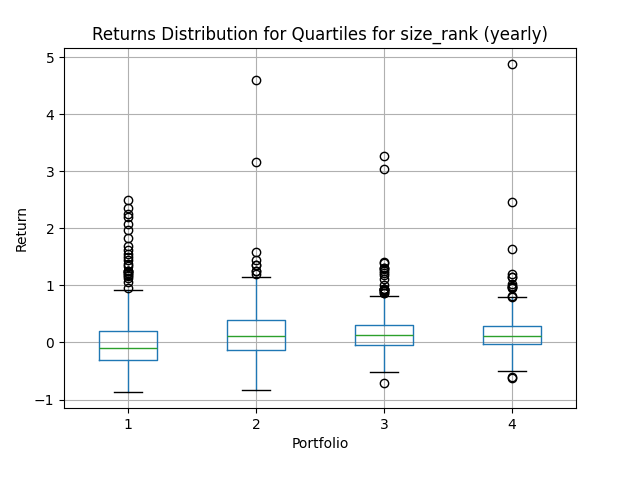 Returns Distribution for Quartiles for size_rank (yearly)
5
4
3
2
1
0
−1
Return
1 2 3 4
Portfolio